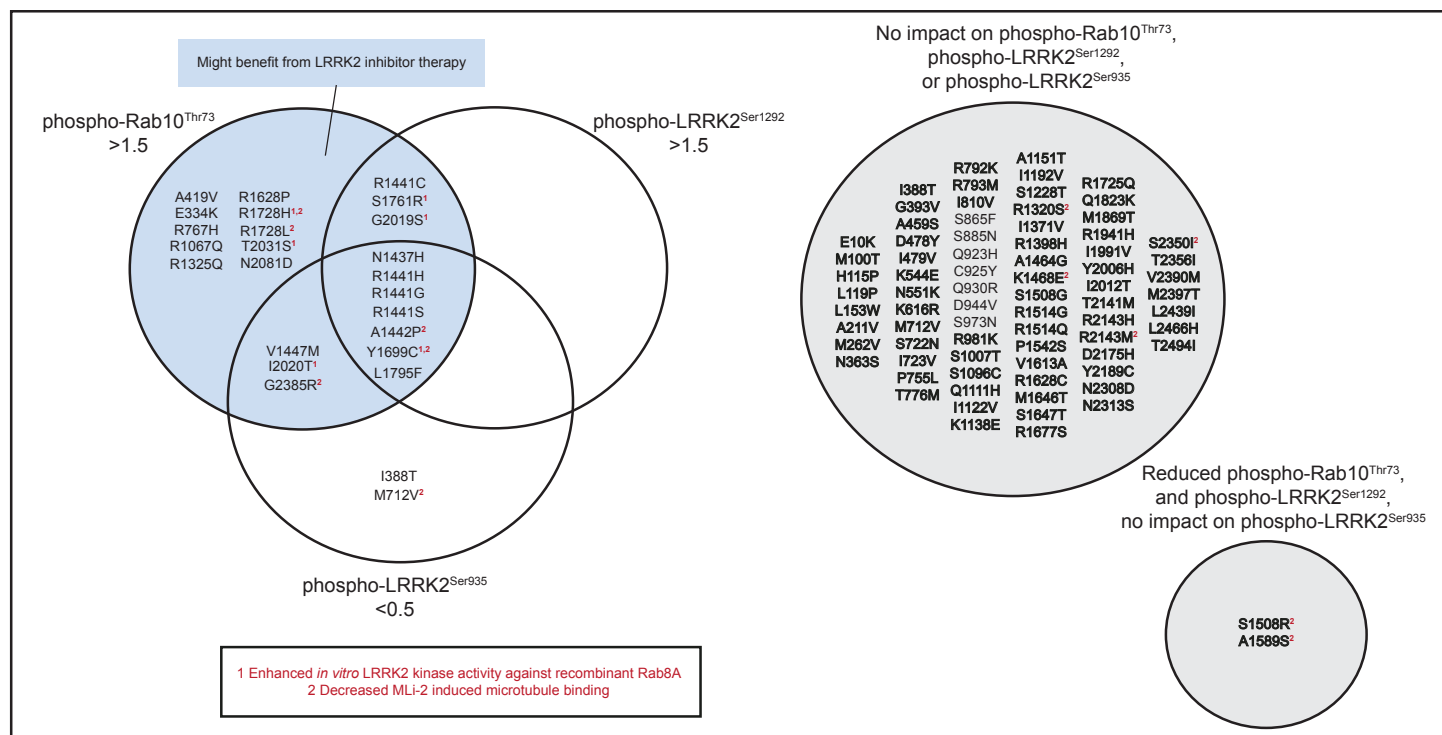 Might benefit from LRRK2 inhibitor therapy
phospho-Rab10Thr73
>1.5
phospho-LRRK2Ser1292
>1.5
A419V
E334K
R767H
R1067Q
R1325Q
R1628P
R1728H1,2
R1728L2
T2031S1
N2081D
R1441C
S1761R1
G2019S1
N1437H
R1441H
R1441G
R1441S
A1442P2
Y1699C1,2
L1795F
V1447M
I2020T1
G2385R2
I388T
M712V2
phospho-LRRK2Ser935
<0.5
1 Enhanced in vitro LRRK2 kinase activity against recombinant Rab8A
2 Decreased MLi-2 induced microtubule binding
No impact on phospho-Rab10Thr73,
phospho-LRRK2Ser1292,
or phospho-LRRK2Ser935
E10K
M100T
H115P
L119P
L153W
A211V
M262V
N363S
I388T
G393V
A459S
D478Y
I479V
K544E
N551K
K616R
M712V
S722N
I723V
P755L
T776M
R792K
R793M
I810V
S865F
S885N
Q923H
C925Y
Q930R
D944V
S973N
R981K
S1007T
S1096C
Q1111H
I1122V
K1138E
A1151T
I1192V
S1228T
R1320S2
I1371V
R1398H
A1464G
K1468E2
S1508G
R1514G
R1514Q
P1542S
V1613A
R1628C
M1646T
S1647T
R1677S
R1725Q
Q1823K
M1869T
R1941H
I1991V
Y2006H
I2012T
T2141M
R2143H
R2143M2
D2175H
Y2189C
N2308D
N2313S
S2350I2
T2356I
V2390M
M2397T
L2439I
L2466H
T2494I
Reduced phospho-Rab10Thr73,
and phospho-LRRK2Ser1292,
no impact on phospho-LRRK2Ser935
S1508R2
A1589S2